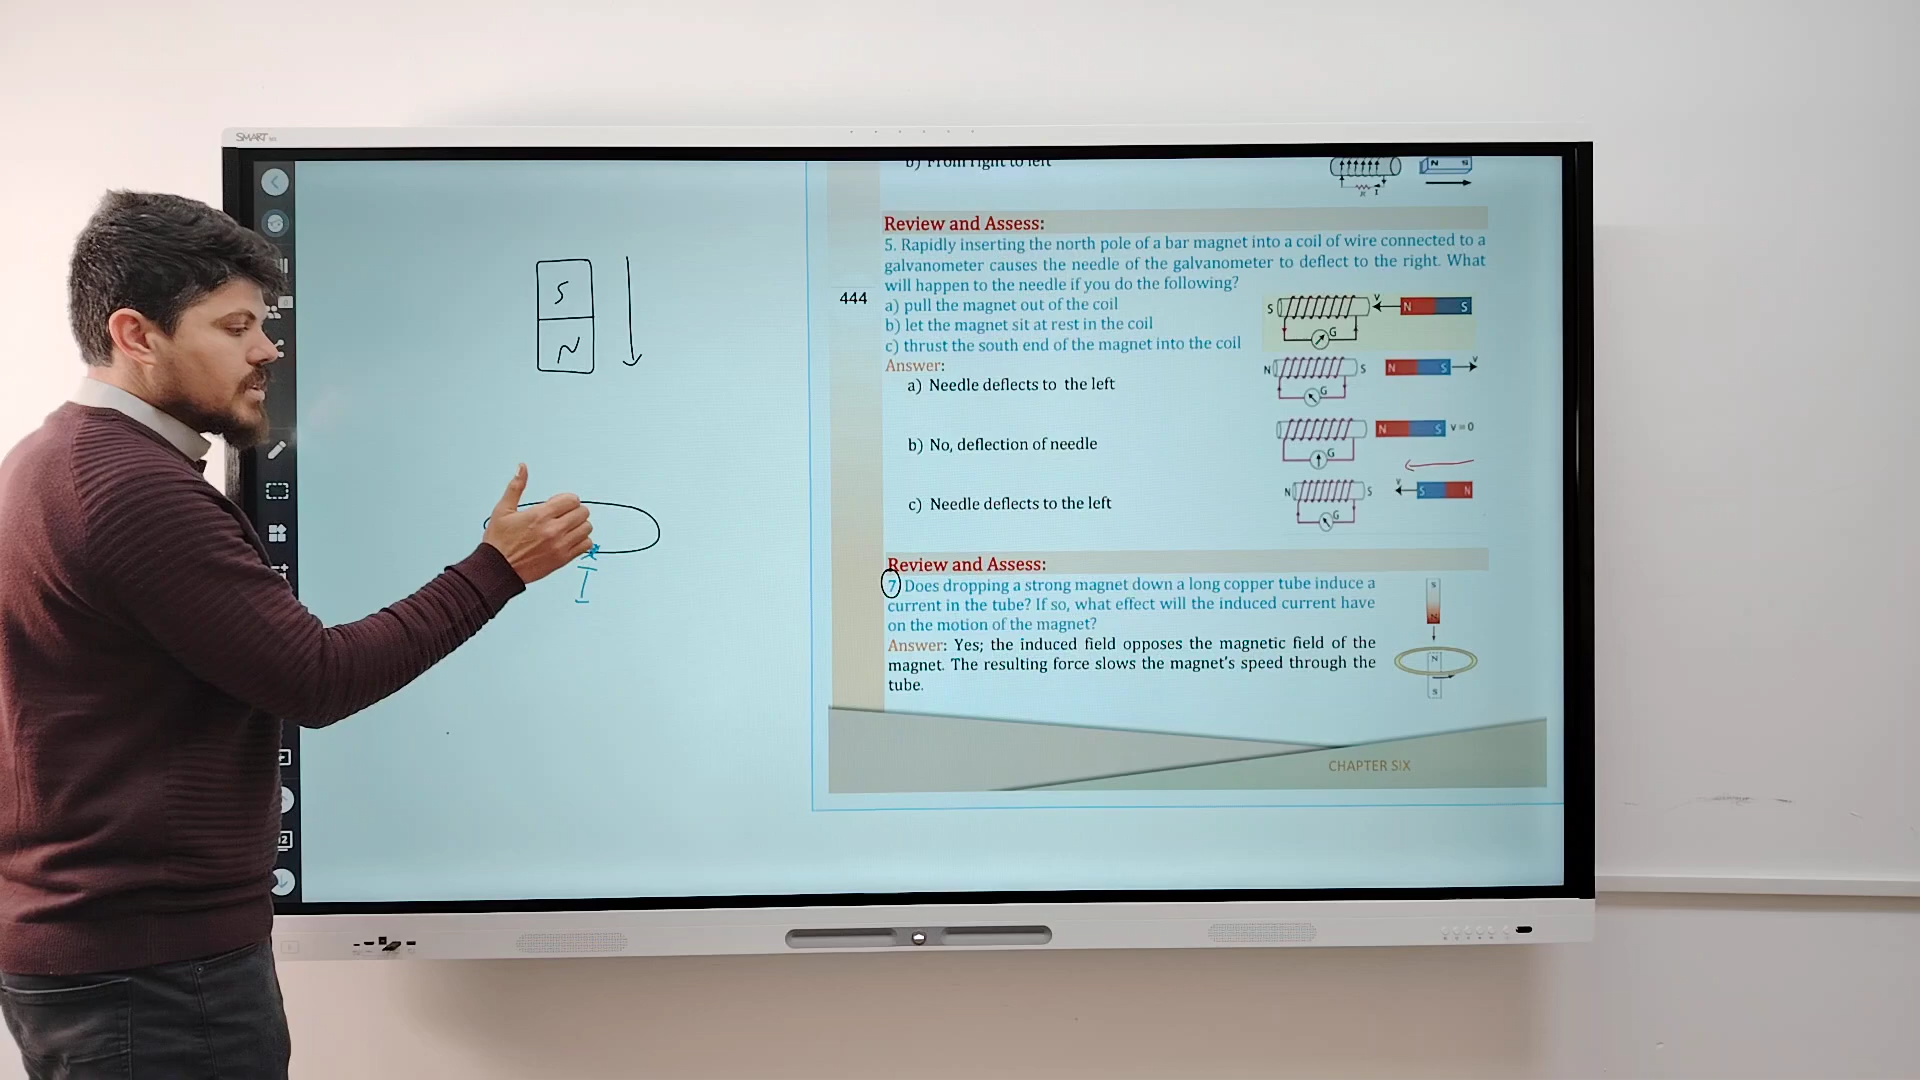 SMART
S
N
I
b) From right to left
N S
R I
Review and Assess:
5. Rapidly inserting the north pole of a bar magnet into a coil of wire connected to a
galvanometer causes the needle of the galvanometer to deflect to the right. What
will happen to the needle if you do the following?
444
a) pull the magnet out of the coil
b) let the magnet sit at rest in the coil
c) thrust the south end of the magnet into the coil
S v N S
G
Answer:
a) Needle deflects to the left
N S N S v
G
b) No, deflection of needle
N S v = 0
G
c) Needle deflects to the left
N S v S N
G
Review and Assess:
7. Does dropping a strong magnet down a long copper tube induce a
current in the tube? If so, what effect will the induced current have
on the motion of the magnet?
Answer: Yes; the induced field opposes the magnetic field of the
magnet. The resulting force slows the magnet's speed through the
tube.
S
N
N
S
CHAPTER SIX